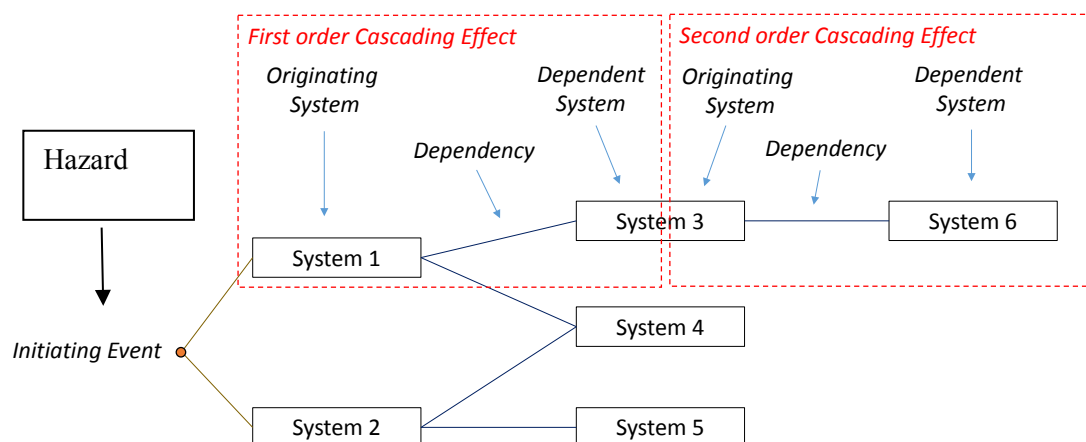 First order Cascading Effect
Second order Cascading Effect
Originating
System
Dependent
System
Originating
System
Dependent
System
Dependency
Dependency
Hazard
System 3
System 6
System 1
System 4
Initiating Event
System 2
System 5